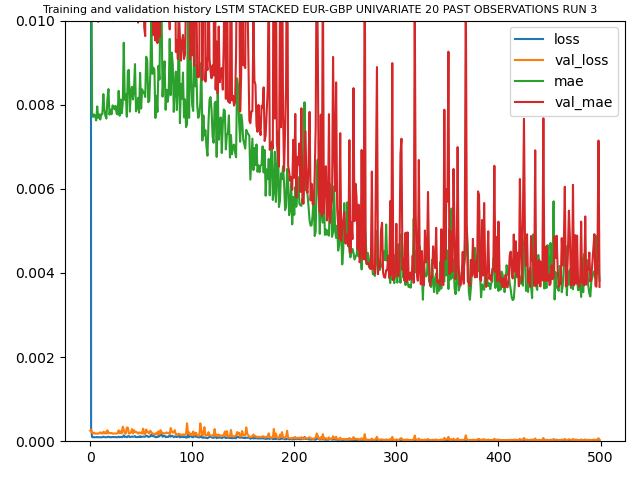 Training and validation history LSTM STACKED EUR-GBP UNIVARIATE 20 PAST OBSERVATIONS RUN 3
0.010
0.008
0.006
0.004
0.002
0.000
0 100 200 300 400 500
loss
val_loss
mae
val_mae